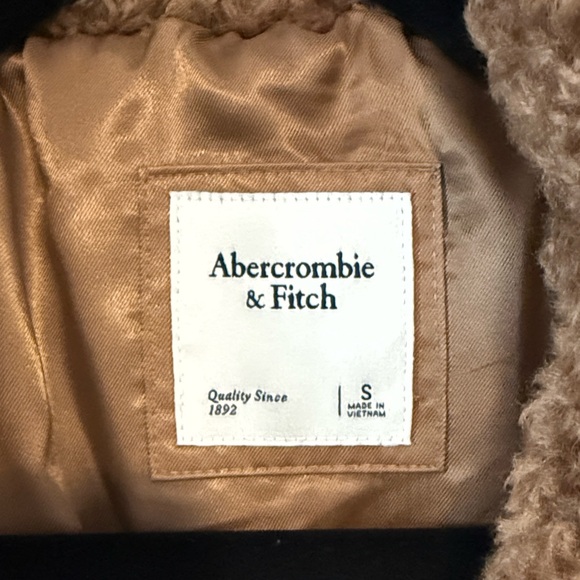 Abercrombie
& Fitch
Quality Since
1892
S
MADE IN
VIETNAM